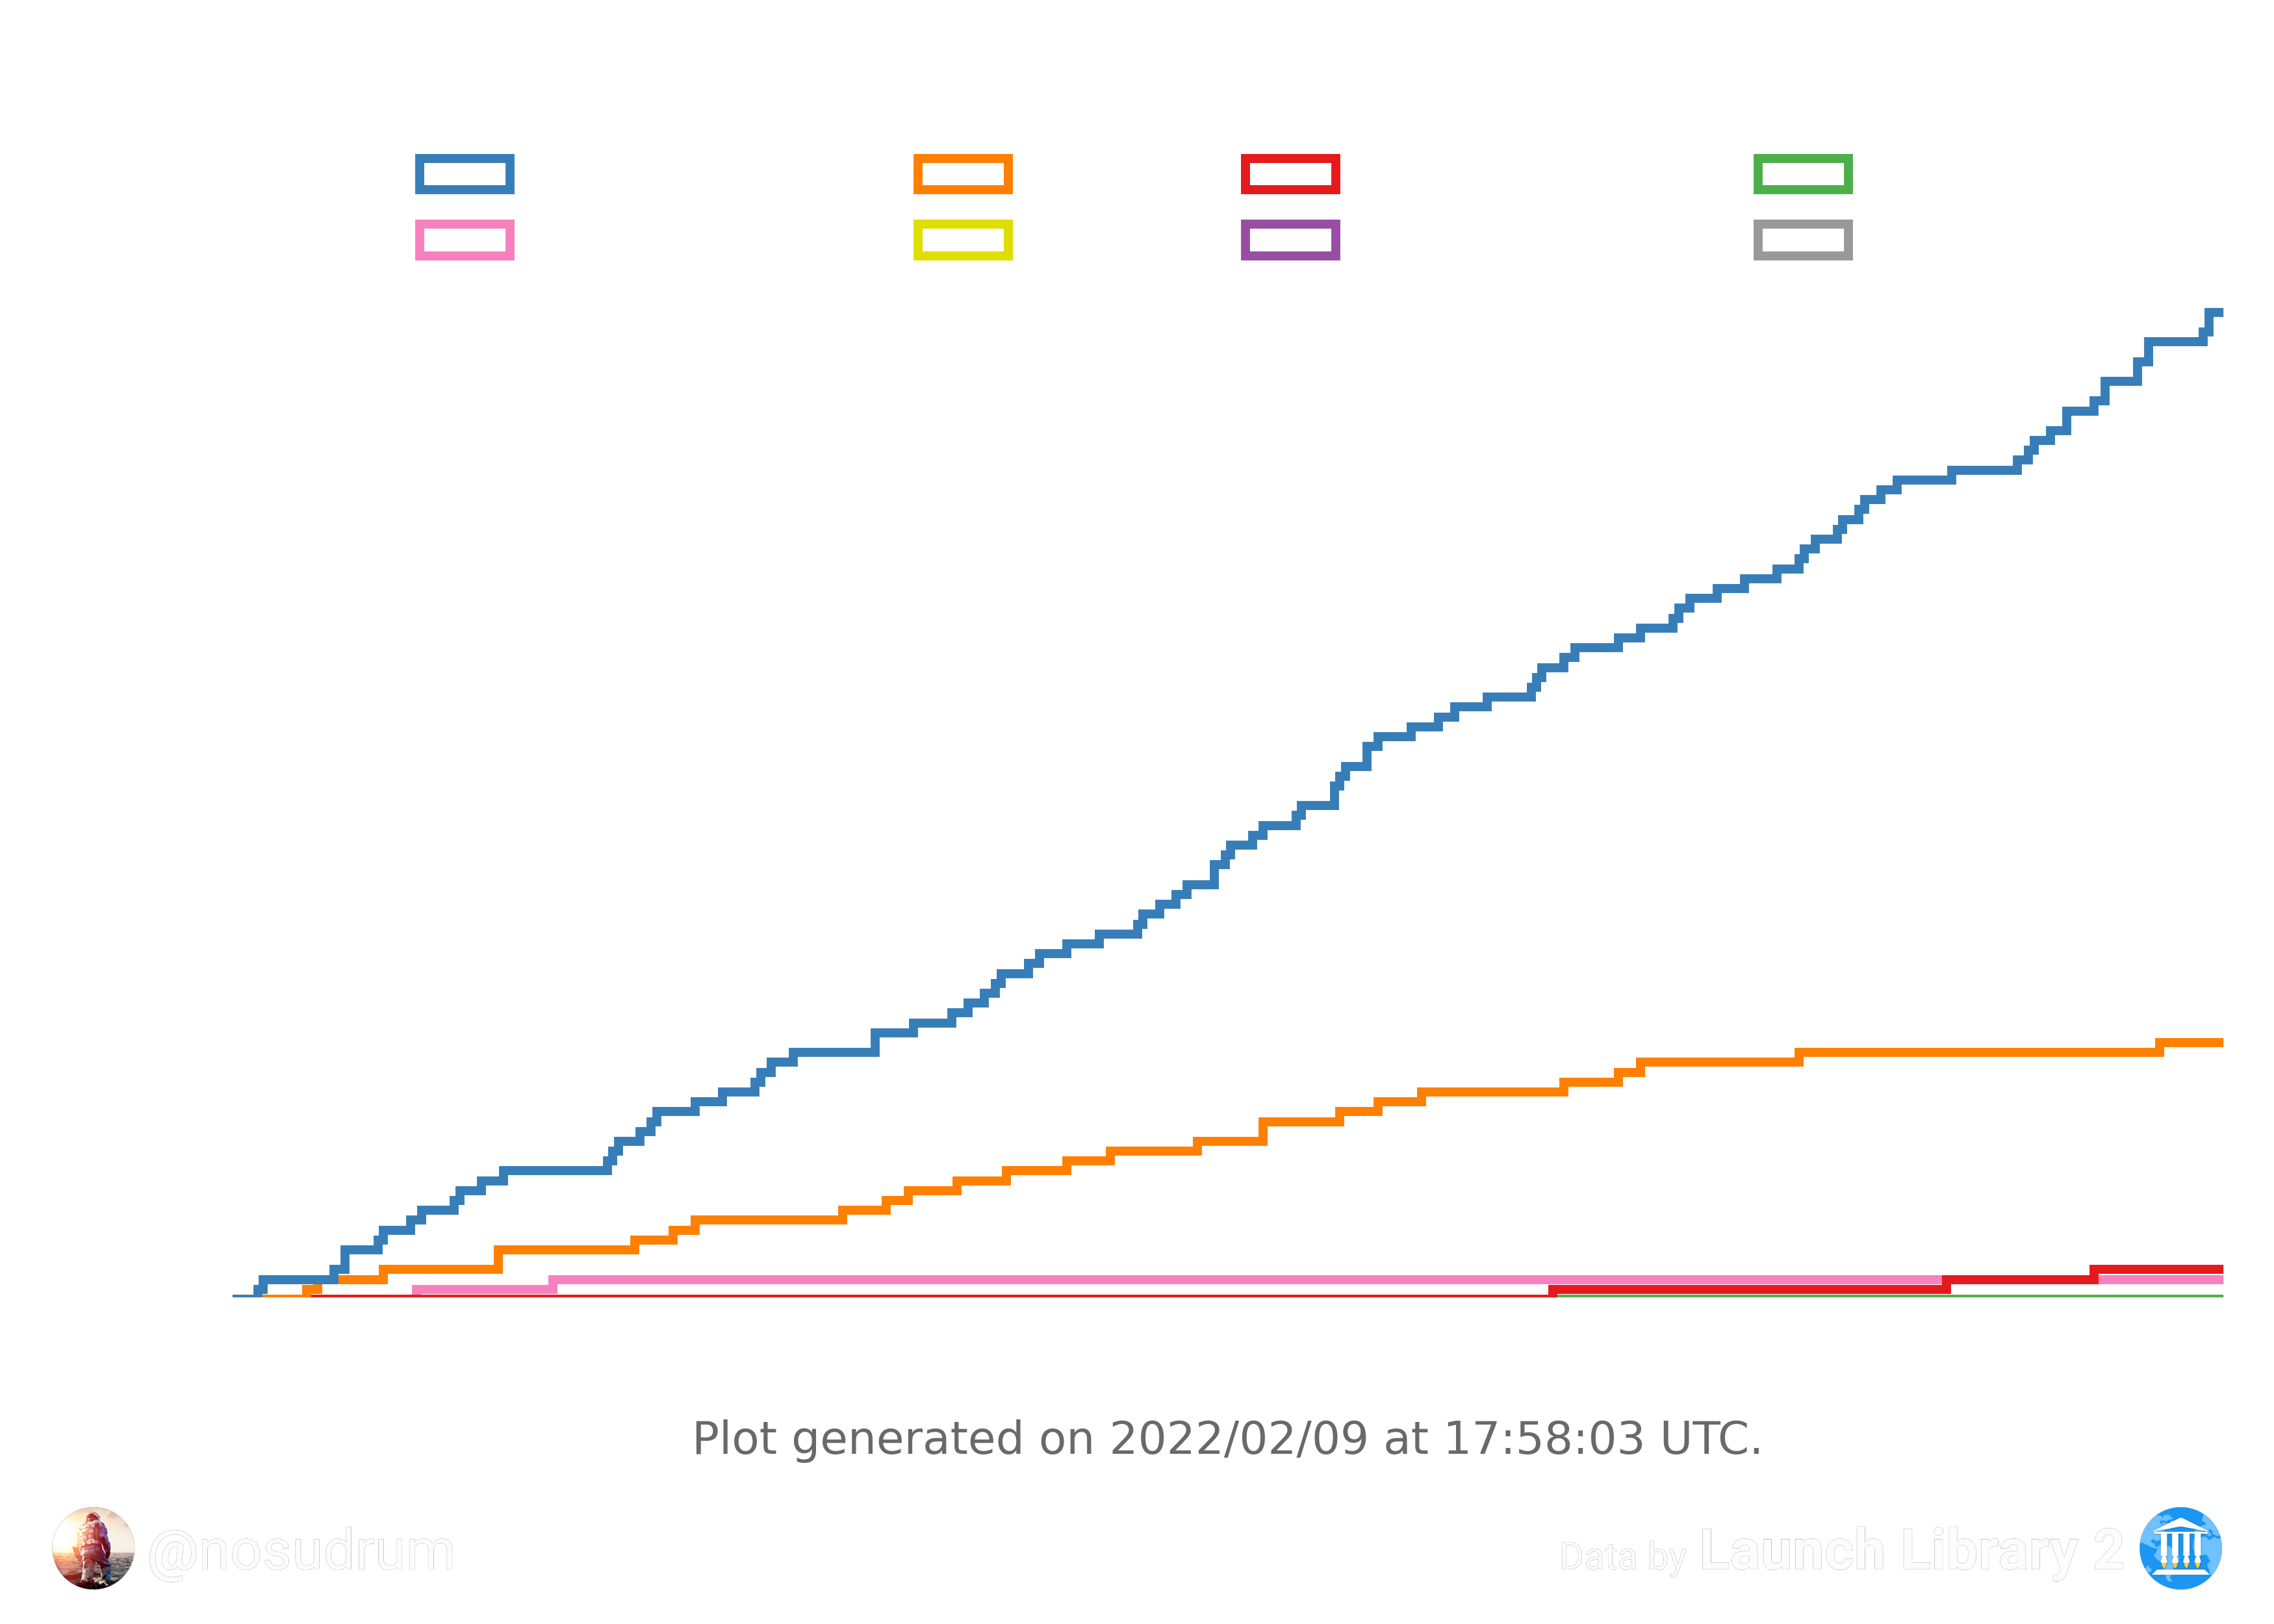 Plot generated on 2022/02/09 at 17:58:03 UTC.
@nosudrum
Data by Launch Library 2